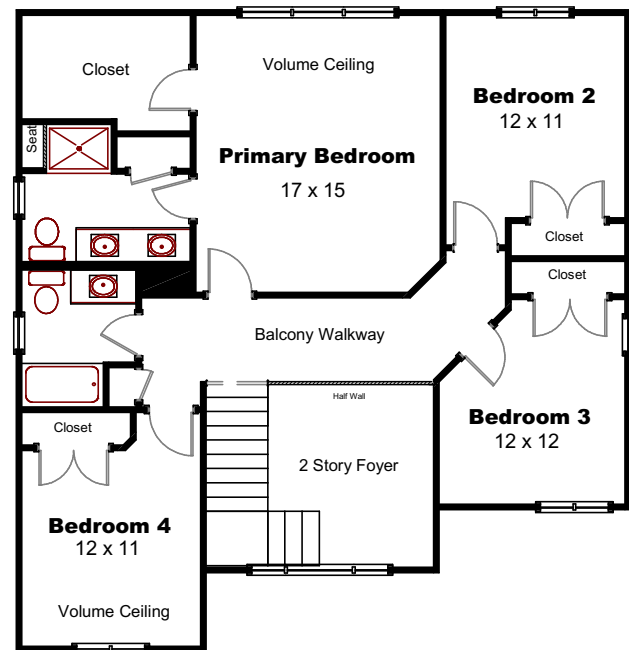 Closet
Volume Ceiling
Bedroom 2
12 x 11
Seat
Primary Bedroom
17 x 15
Closet
Closet
Balcony Walkway
Half Wall
Closet
Bedroom 3
12 x 12
2 Story Foyer
Bedroom 4
12 x 11
Volume Ceiling